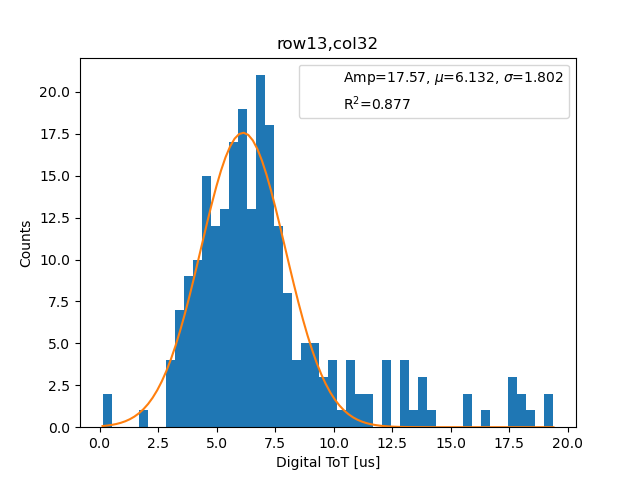 row13,col32
Amp=17.57, μ=6.132, σ=1.802
R²=0.877
20.0
17.5
15.0
12.5
10.0
7.5
5.0
2.5
0.0
Counts
0.0 2.5 5.0 7.5 10.0 12.5 15.0 17.5 20.0
Digital ToT [us]